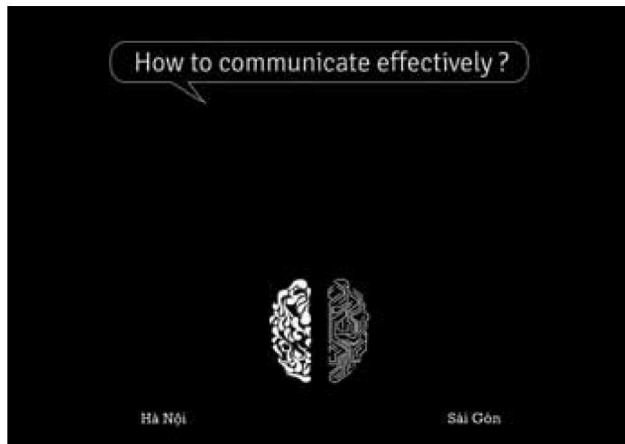 How to communicate effectively ?
Hà Nội
Sài Gòn